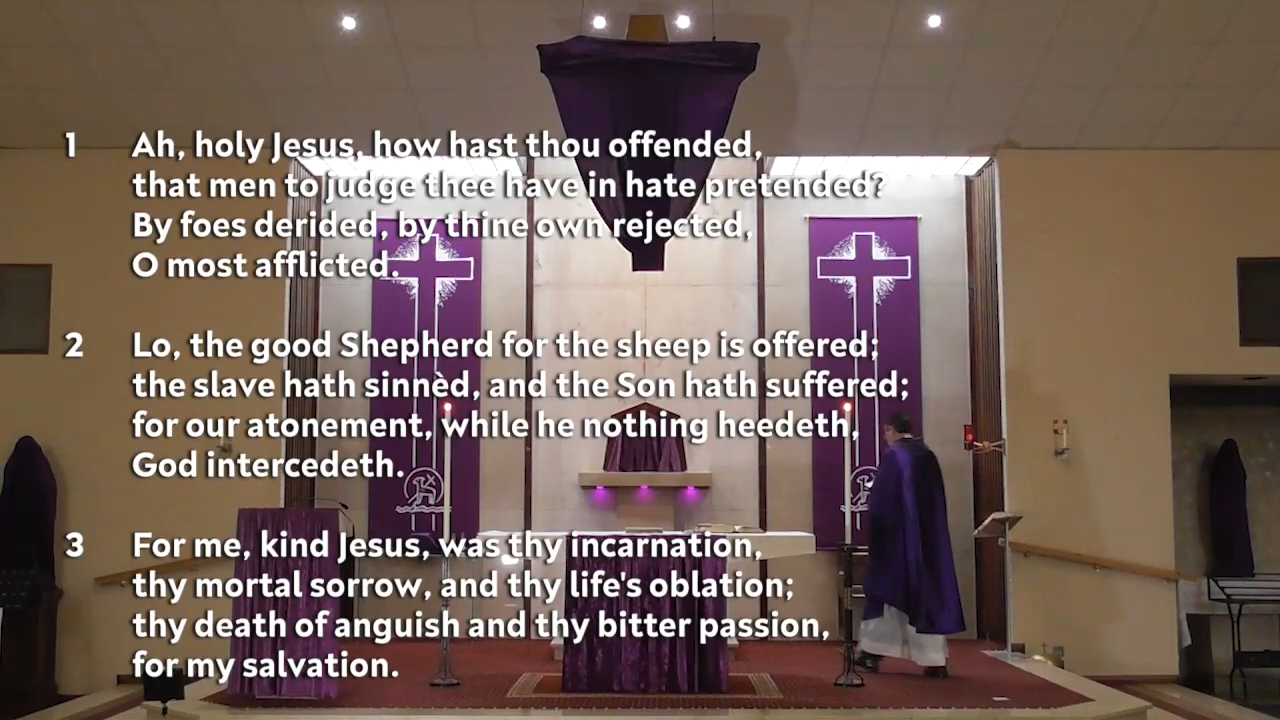 1 Ah, holy Jesus, how hast thou offended,
that men to judge thee have in hate pretended?
By foes derided, by thine own rejected,
O most afflicted.
2 Lo, the good Shepherd for the sheep is offered;
the slave hath sinnèd, and the Son hath suffered;
for our atonement, while he nothing heedeth,
God intercedeth.
3 For me, kind Jesus, was thy incarnation,
thy mortal sorrow, and thy life's oblation;
thy death of anguish and thy bitter passion,
for my salvation.